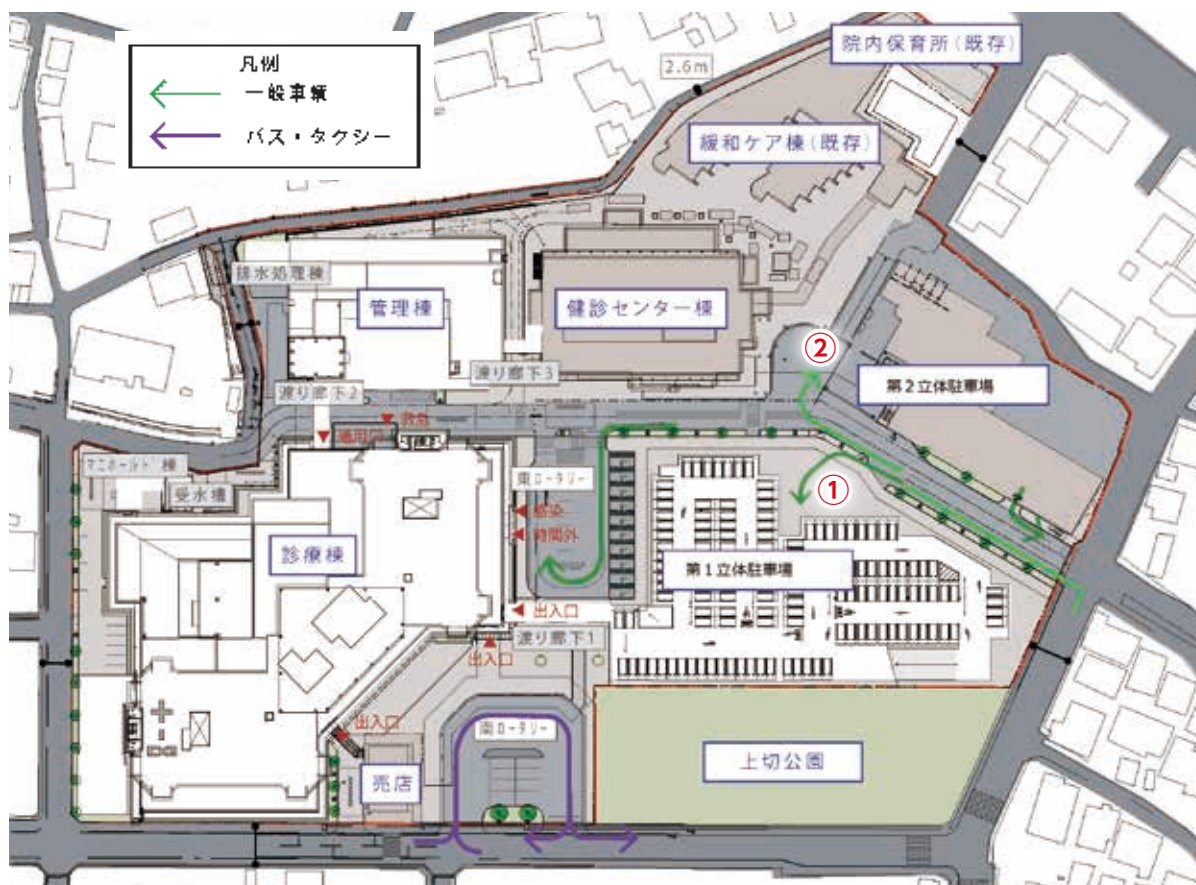 院内保育所(既存)
凡例
一般車輌
バス・タクシー
2.6m
緩和ケア棟(既存)
排水処理棟
管理棟
健診センター棟
②
渡り廊下3
渡り廊下2
第2立体駐車場
救急
通用口
マニホールド棟
受水槽
東ロータリー
①
感染
時間外
診療棟
第1立体駐車場
出入口
渡り廊下1
出入口
出入口
南ロータリー
上切公園
売店